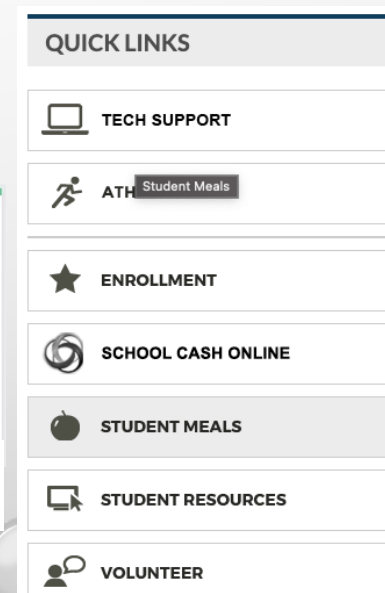 QUICK LINKS
TECH SUPPORT
ATH
Student Meals
ENROLLMENT
SCHOOL CASH ONLINE
STUDENT MEALS
STUDENT RESOURCES
VOLUNTEER